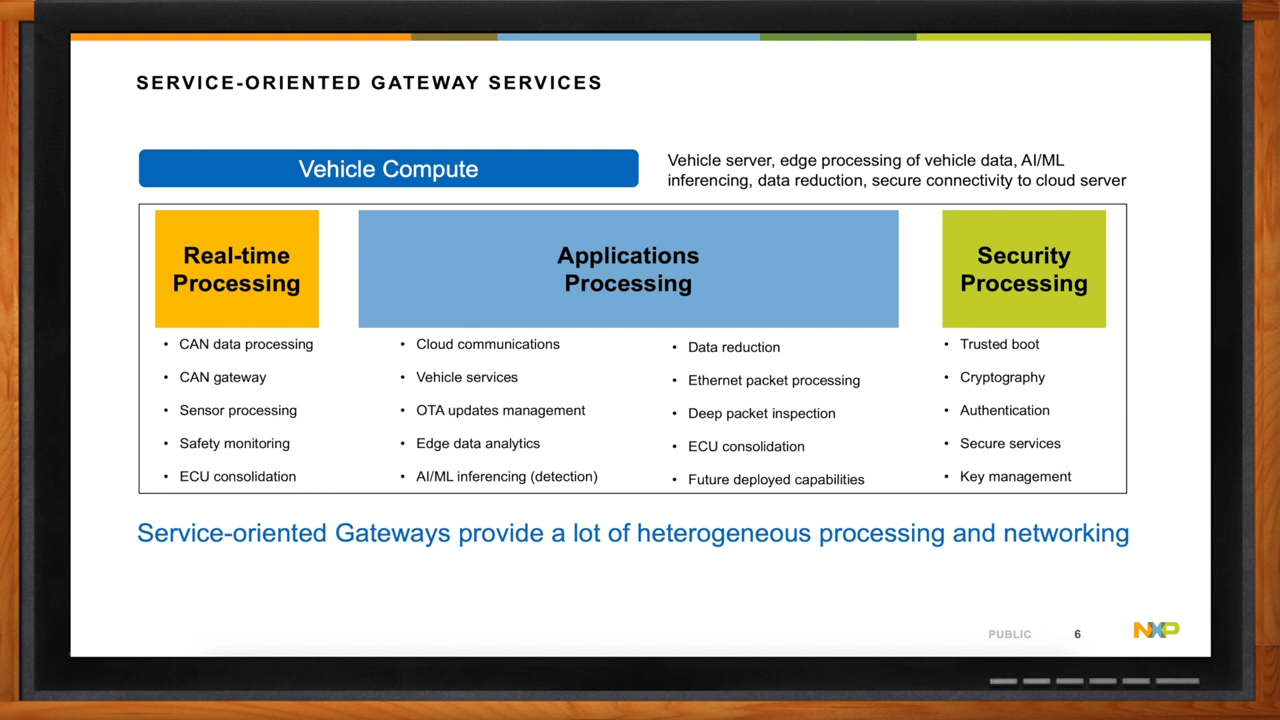 SERVICE-ORIENTED GATEWAY SERVICES
Vehicle Compute
Vehicle server, edge processing of vehicle data, AI/ML
inferencing, data reduction, secure connectivity to cloud server
Real-time
Processing
• CAN data processing
• CAN gateway
• Sensor processing
• Safety monitoring
• ECU consolidation
Applications
Processing
• Cloud communications
• Vehicle services
• OTA updates management
• Edge data analytics
• AI/ML inferencing (detection)
• Data reduction
• Ethernet packet processing
• Deep packet inspection
• ECU consolidation
• Future deployed capabilities
Security
Processing
• Trusted boot
• Cryptography
• Authentication
• Secure services
• Key management
Service-oriented Gateways provide a lot of heterogeneous processing and networking
PUBLIC
6
NXP